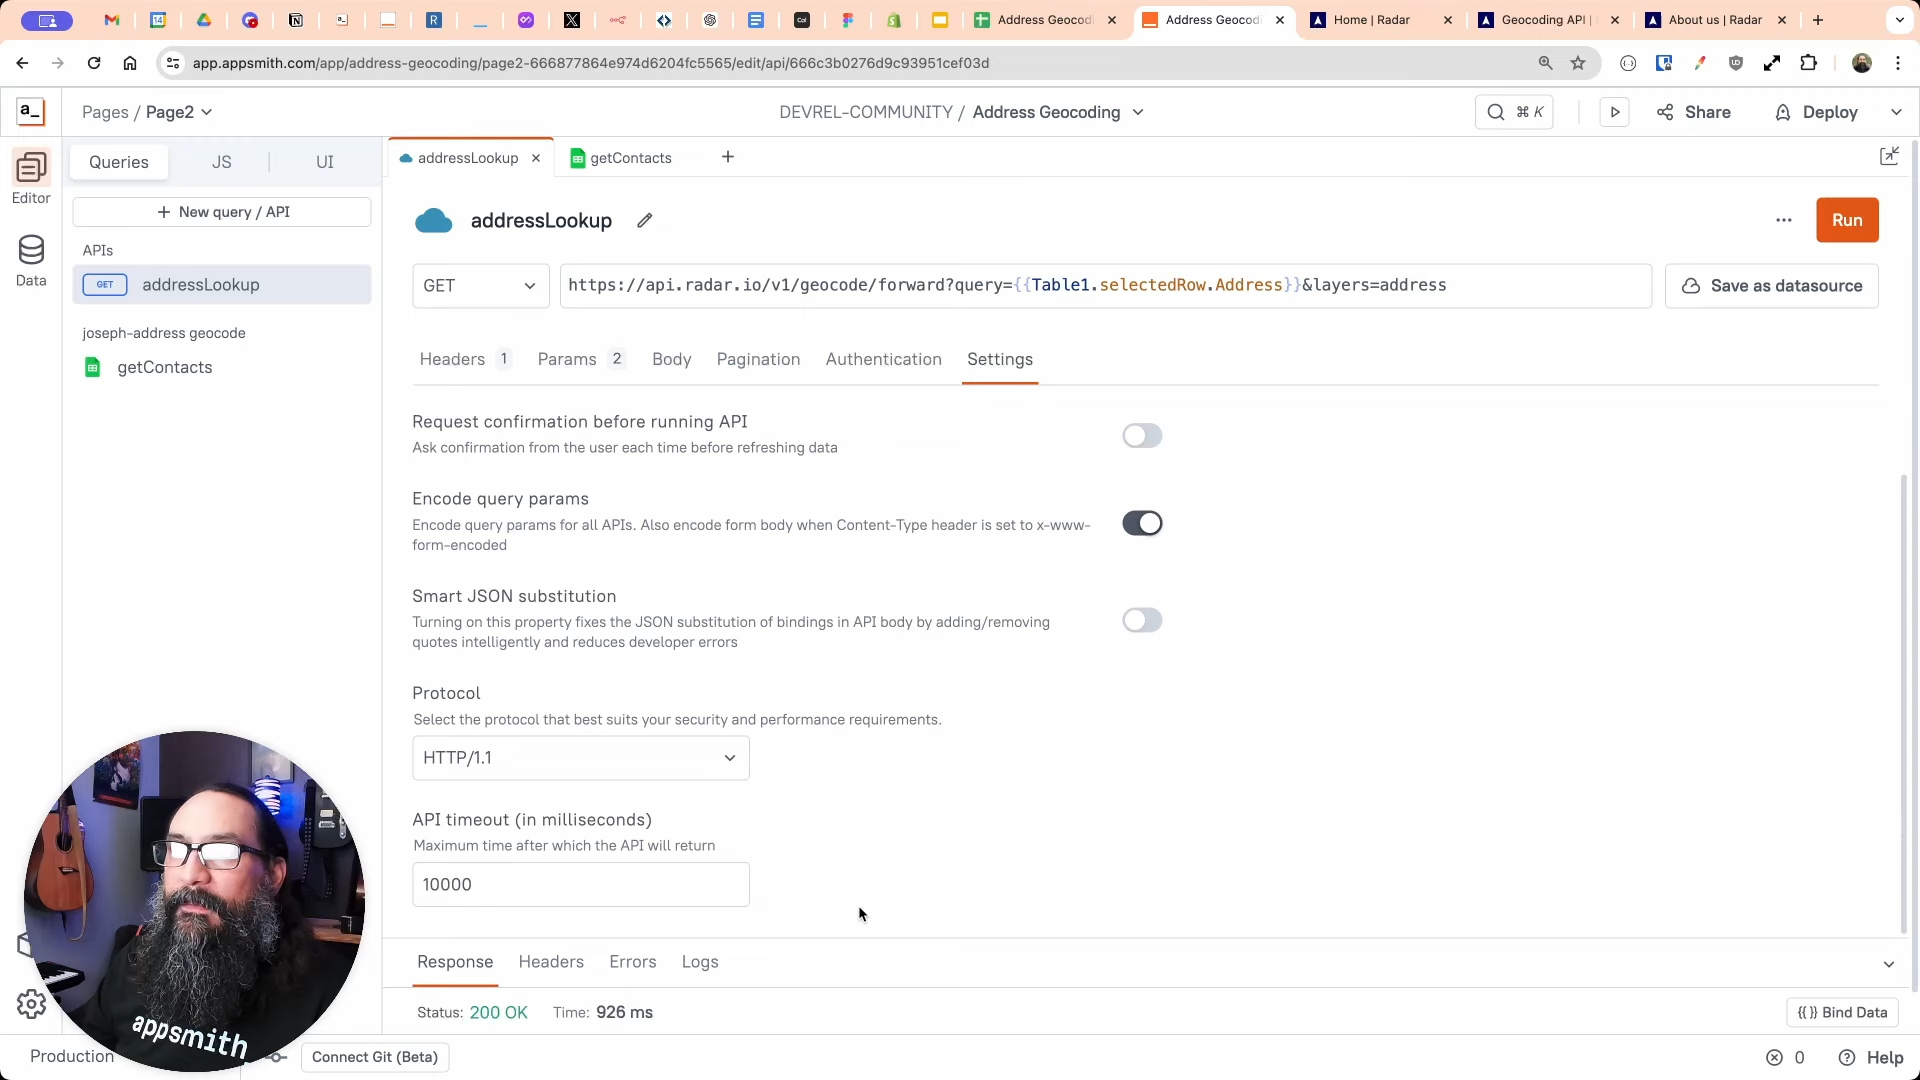 Address Geocodi
Address Geocodi
Home | Radar
Geocoding API |
About us | Radar
app.appsmith.com/app/address-geocoding/page2-666877864e974d6204fc5565/edit/api/666c3b0276d9c93951cef03d
a_
Pages / Page2
DEVREL-COMMUNITY / Address Geocoding
⌘ K
Share
Deploy
Editor
Data
Queries
JS
UI
+ New query / API
APIs
GET addressLookup
joseph-address geocode
getContacts
addressLookup
getContacts
addressLookup
Run
GET
https://api.radar.io/v1/geocode/forward?query={{Table1.selectedRow.Address}}&layers=address
Save as datasource
Headers 1
Params 2
Body
Pagination
Authentication
Settings
Request confirmation before running API
Ask confirmation from the user each time before refreshing data
Encode query params
Encode query params for all APIs. Also encode form body when Content-Type header is set to x-www-
form-encoded
Smart JSON substitution
Turning on this property fixes the JSON substitution of bindings in API body by adding/removing
quotes intelligently and reduces developer errors
Protocol
Select the protocol that best suits your security and performance requirements.
HTTP/1.1
API timeout (in milliseconds)
Maximum time after which the API will return
10000
Response
Headers
Errors
Logs
Status: 200 OK
Time: 926 ms
{{}} Bind Data
appsmith
Production
Connect Git (Beta)
0
Help